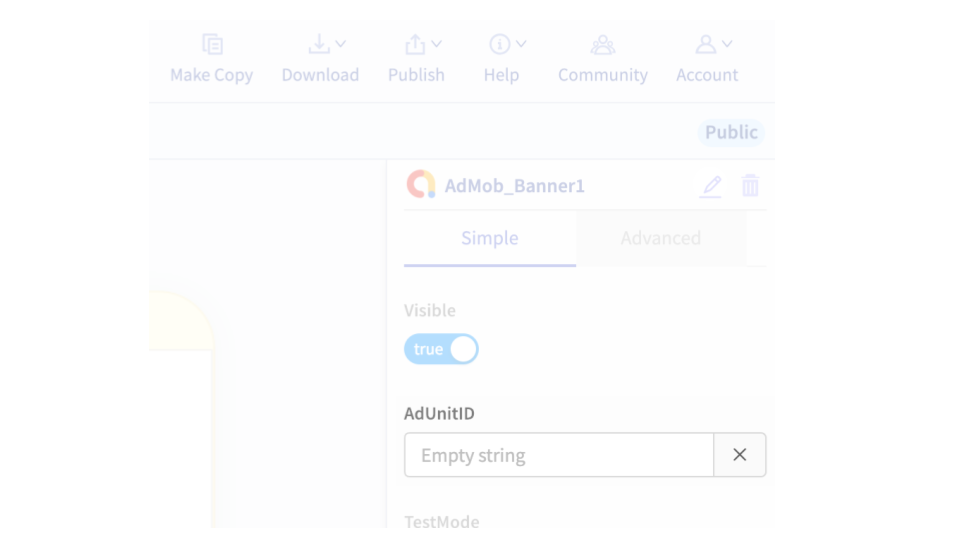 Make Copy Download Publish Help Community Account
Public
AdMob_Banner1
Simple Advanced
Visible
true
AdUnitID
Empty string
TestMode